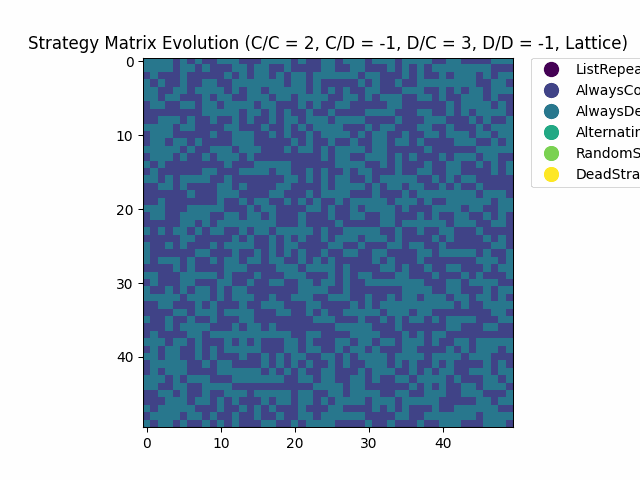 Strategy Matrix Evolution (C/C = 2, C/D = -1, D/C = 3, D/D = -1, Lattice)
0
10
20
30
40
0 10 20 30 40
ListRepea
AlwaysCo
AlwaysDe
Alternatin
RandomS
DeadStra